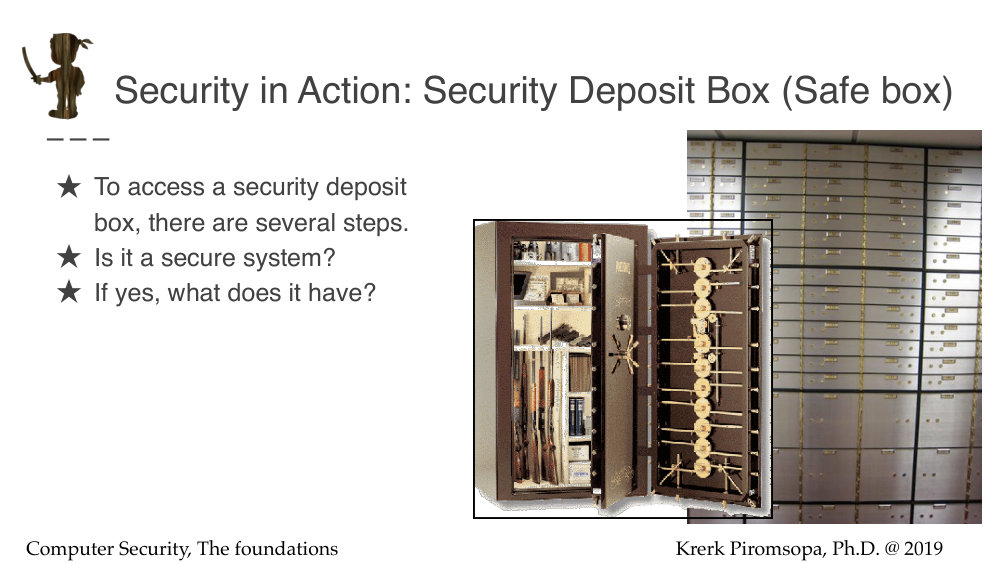 Security in Action: Security Deposit Box (Safe box)
★ To access a security deposit
box, there are several steps.
★ Is it a secure system?
★ If yes, what does it have?
Computer Security, The foundations
Krerk Piromsopa, Ph.D. @ 2019